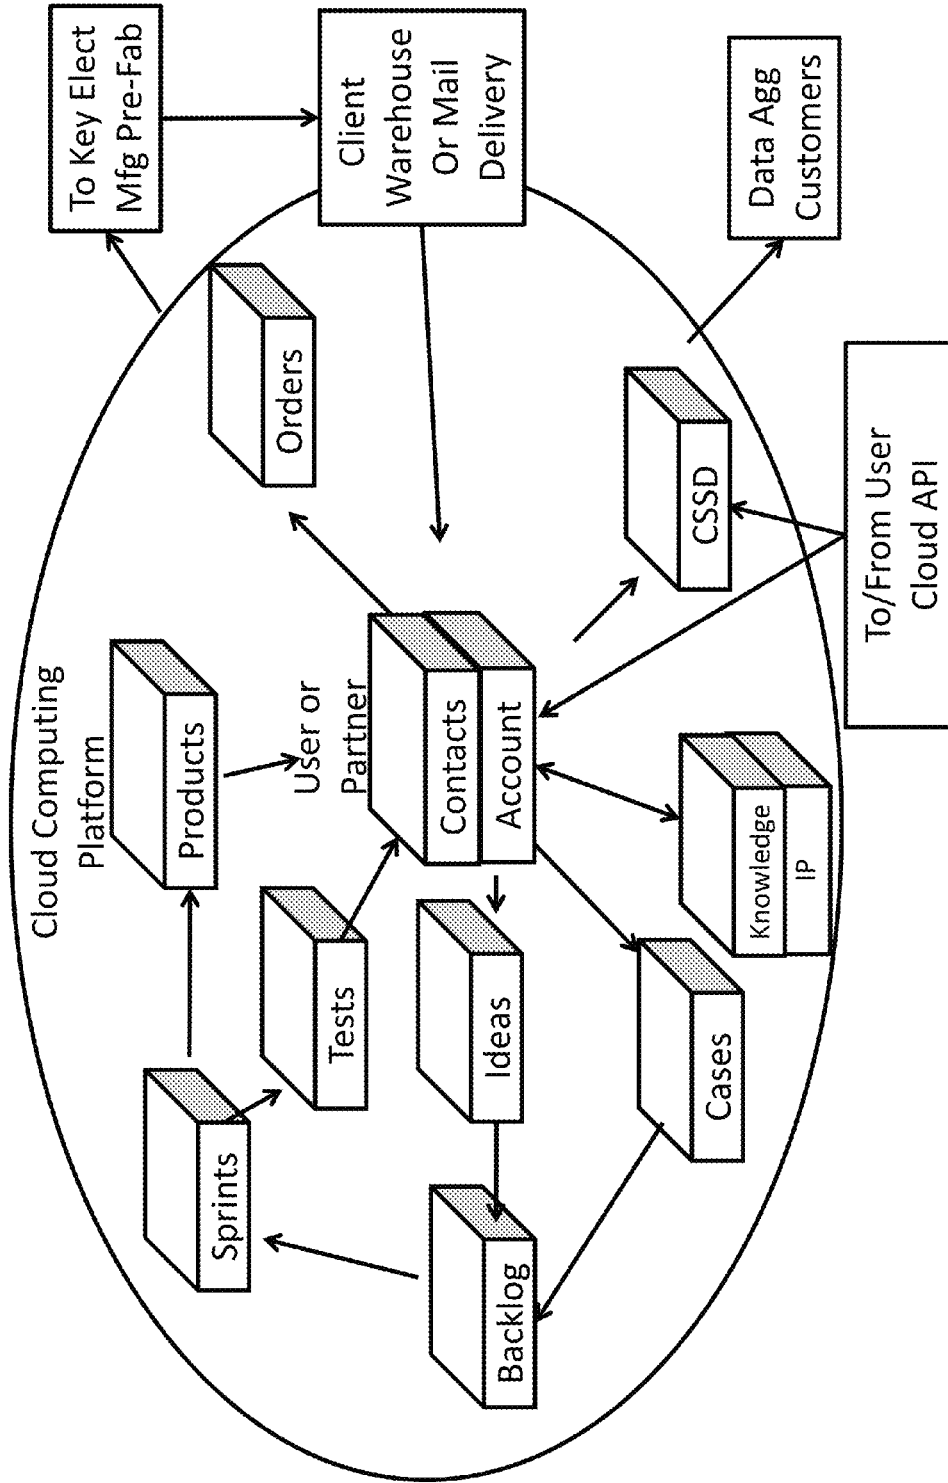 Cloud Computing
Platform
To Key Elect
Mfg Pre-Fab
Sprints
Products
Orders
Tests
User or
Partner
Client
Warehouse
Or Mail
Delivery
Contacts
Account
Backlog
Ideas
Cases
Knowledge
IP
CSSD
Data Agg
Customers
To/From User
Cloud API